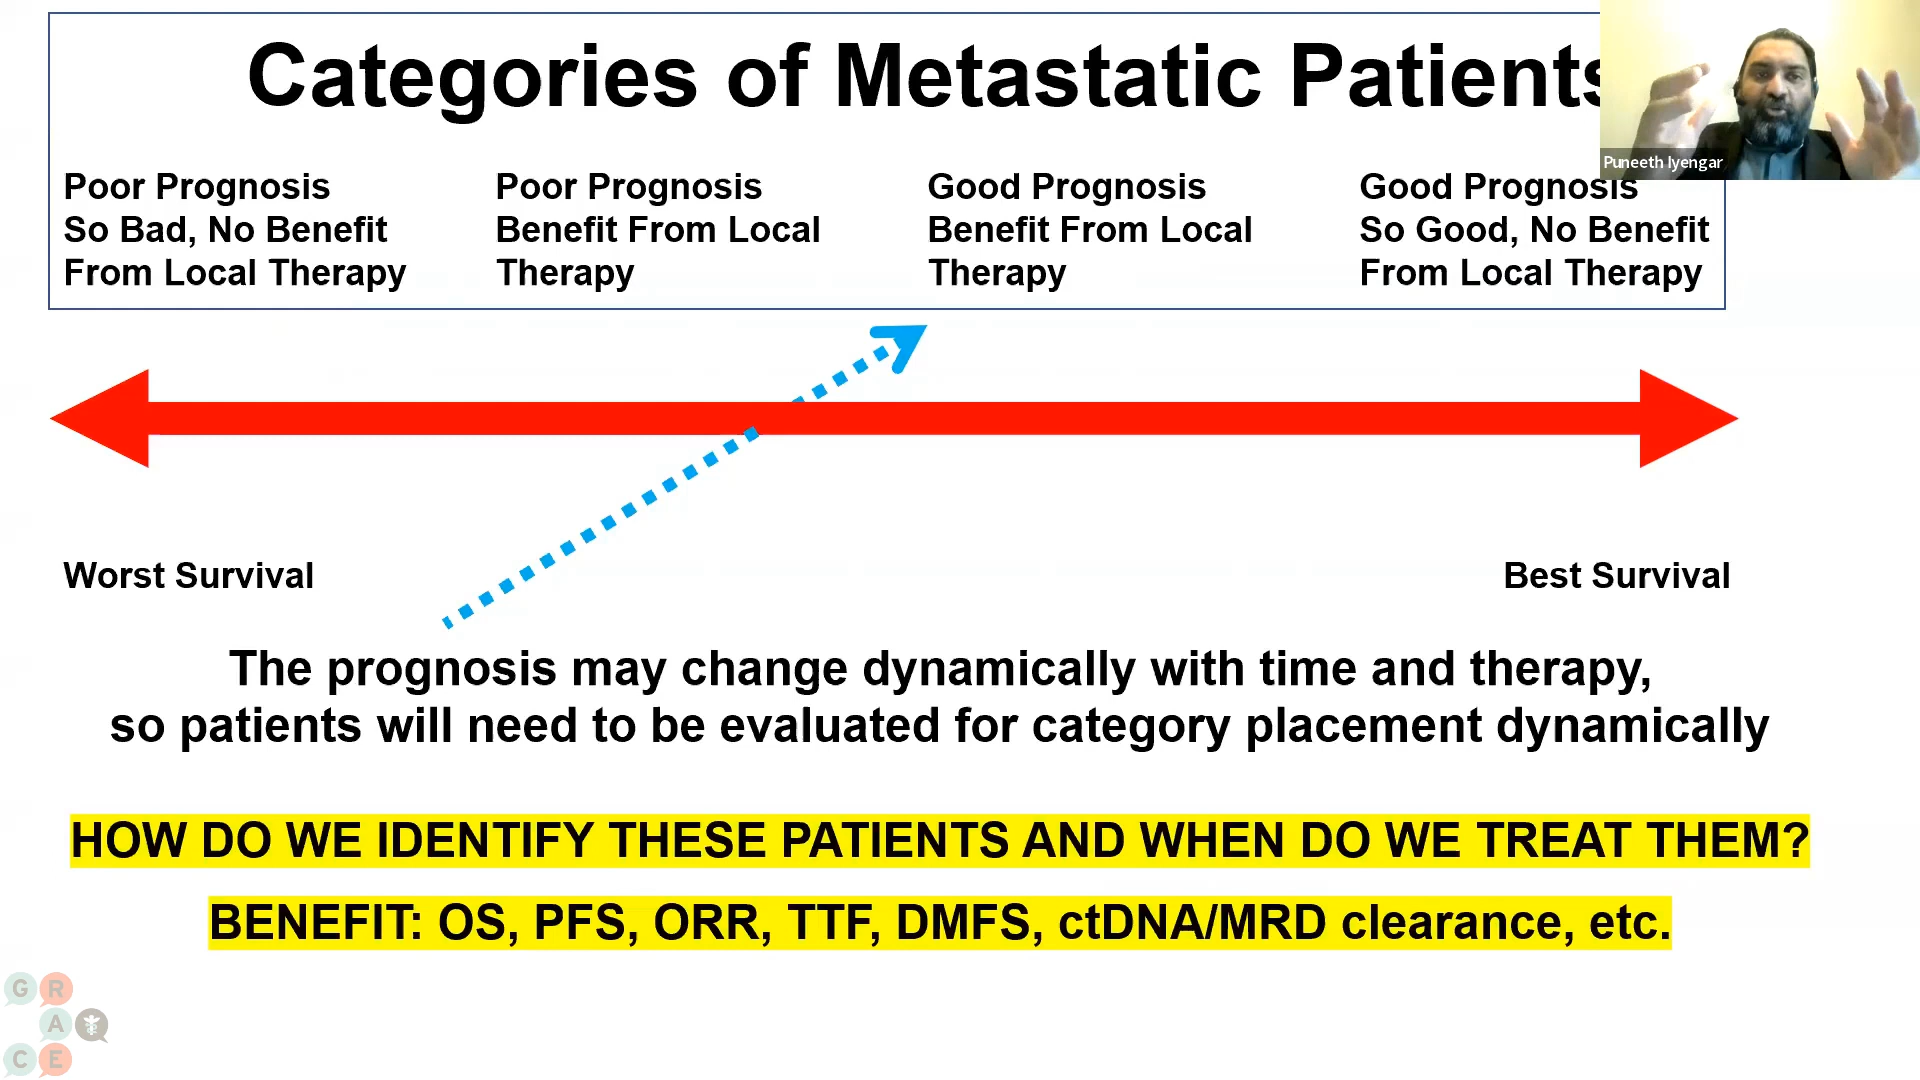 Categories of Metastatic Patients
Puneeth Iyengar
Poor Prognosis
So Bad, No Benefit
From Local Therapy
Poor Prognosis
Benefit From Local
Therapy
Good Prognosis
Benefit From Local
Therapy
Good Prognosis
So Good, No Benefit
From Local Therapy
Worst Survival
Best Survival
The prognosis may change dynamically with time and therapy,
so patients will need to be evaluated for category placement dynamically
HOW DO WE IDENTIFY THESE PATIENTS AND WHEN DO WE TREAT THEM?
BENEFIT: OS, PFS, ORR, TTF, DMFS, ctDNA/MRD clearance, etc.
G R
A
C E